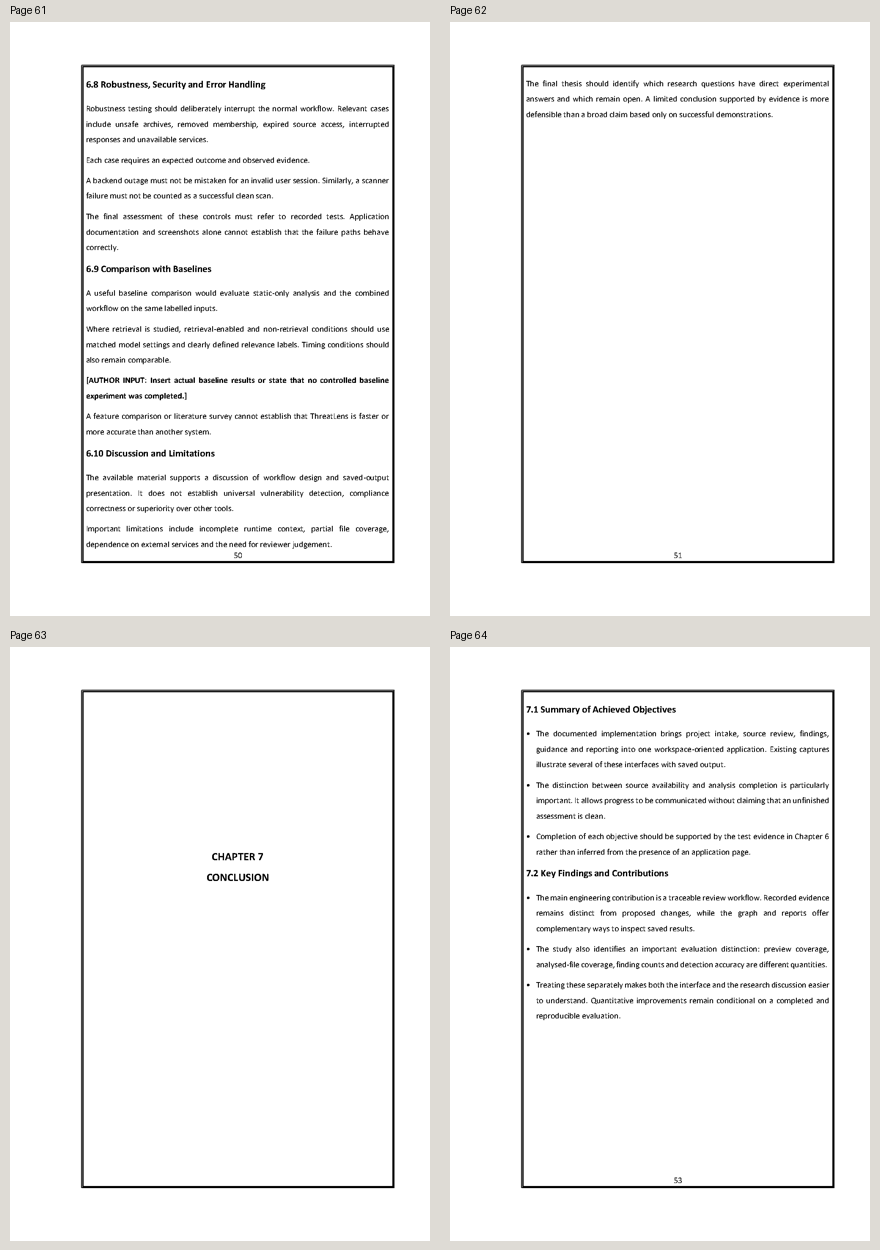 Page 61
6.8 Robustness, Security and Error Handling
Robustness testing should deliberately interrupt the normal workflow. Relevant cases
include unsafe archives, removed membership, expired source access, interrupted
responses and unavailable services.
Each case requires an expected outcome and observed evidence.
A backend outage must not be mistaken for an invalid user session. Similarly, a scanner
failure must not be counted as a successful clean scan.
The final assessment of these controls must refer to recorded tests. Application
documentation and screenshots alone cannot establish that the failure paths behave
correctly.
6.9 Comparison with Baselines
A useful baseline comparison would evaluate static-only analysis and the combined
workflow on the same labelled inputs.
Where retrieval is studied, retrieval-enabled and non-retrieval conditions should use
matched model settings and clearly defined relevance labels. Timing conditions should
also remain comparable.
[AUTHOR INPUT: Insert actual baseline results or state that no controlled baseline
experiment was completed.]
A feature comparison or literature survey cannot establish that ThreatLens is faster or
more accurate than another system.
6.10 Discussion and Limitations
The available material supports a discussion of workflow design and saved-output
presentation. It does not establish universal vulnerability detection, compliance
correctness or superiority over other tools.
Important limitations include incomplete runtime context, partial file coverage,
dependence on external services and the need for reviewer judgement.
50
Page 62
The final thesis should identify which research questions have direct experimental
answers and which remain open. A limited conclusion supported by evidence is more
defensible than a broad claim based only on successful demonstrations.
51
Page 63
CHAPTER 7
CONCLUSION
Page 64
7.1 Summary of Achieved Objectives
• The documented implementation brings project intake, source review, findings,
guidance and reporting into one workspace-oriented application. Existing captures
illustrate several of these interfaces with saved output.
• The distinction between source availability and analysis completion is particularly
important. It allows progress to be communicated without claiming that an unfinished
assessment is clean.
• Completion of each objective should be supported by the test evidence in Chapter 6
rather than inferred from the presence of an application page.
7.2 Key Findings and Contributions
• The main engineering contribution is a traceable review workflow. Recorded evidence
remains distinct from proposed changes, while the graph and reports offer
complementary ways to inspect saved results.
• The study also identifies an important evaluation distinction: preview coverage,
analysed-file coverage, finding counts and detection accuracy are different quantities.
• Treating these separately makes both the interface and the research discussion easier
to understand. Quantitative improvements remain conditional on a completed and
reproducible evaluation.
53